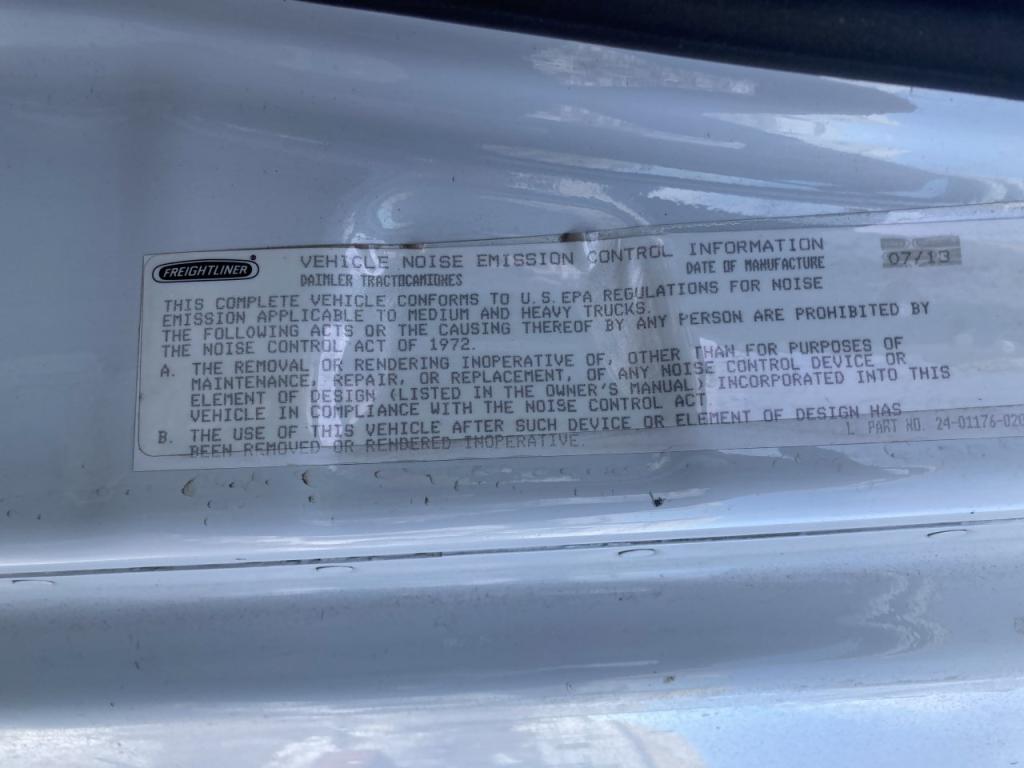 FREIGHTLINER
VEHICLE NOISE EMISSION CONTROL INFORMATION
DAIMLER TRACTOCAMIONES
DATE OF MANUFACTURE
07/13
THIS COMPLETE VEHICLE CONFORMS TO U.S.EPA REGULATIONS FOR NOISE
EMISSION APPLICABLE TO MEDIUM AND HEAVY TRUCKS.
THE FOLLOWING ACTS OR THE CAUSING THEREOF BY ANY PERSON ARE PROHIBITED BY
THE NOISE CONTROL ACT OF 1972.
A. THE REMOVAL OR RENDERING INOPERATIVE OF, OTHER THAN FOR PURPOSES OF
MAINTENANCE, REPAIR, OR REPLACEMENT, OF ANY NOISE CONTROL DEVICE OR
ELEMENT OF DESIGN (LISTED IN THE OWNER'S MANUAL) INCORPORATED INTO THIS
VEHICLE IN COMPLIANCE WITH THE NOISE CONTROL ACT
B. THE USE OF THIS VEHICLE AFTER SUCH DEVICE OR ELEMENT OF DESIGN HAS
BEEN REMOVED OR RENDERED INOPERATIVE.
L PART NO. 24-01176-020